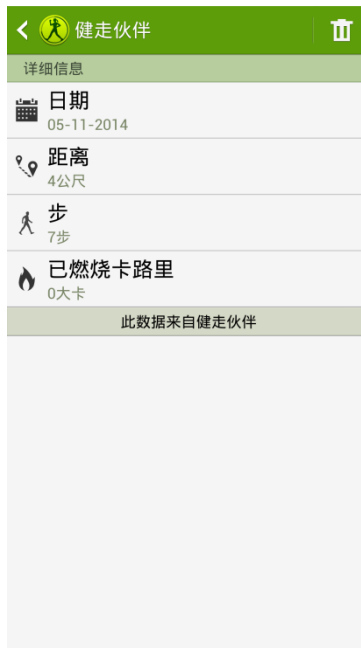 健走伙伴
详细信息
日期
05-11-2014
距离
4公尺
步
7步
已燃烧卡路里
0大卡
此数据来自健走伙伴